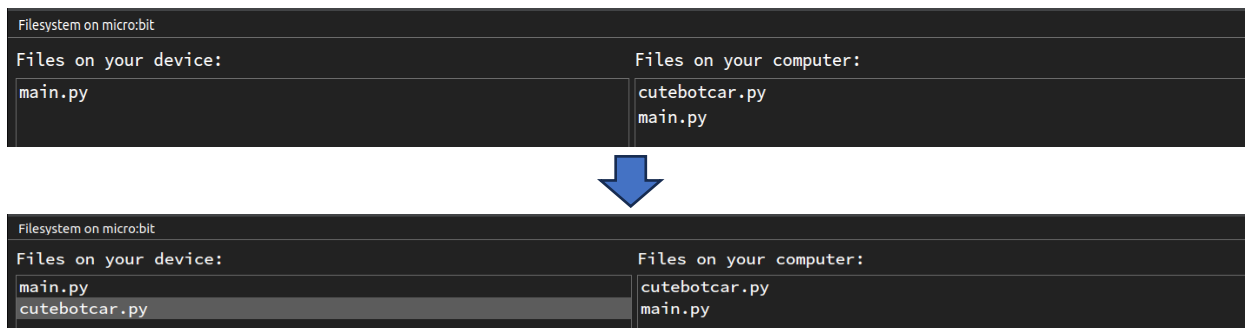 Filesystem on micro:bit
Files on your device:
Files on your computer:
main.py
cutebotcar.py
main.py
Filesystem on micro:bit
Files on your device:
Files on your computer:
main.py
cutebotcar.py
cutebotcar.py
main.py